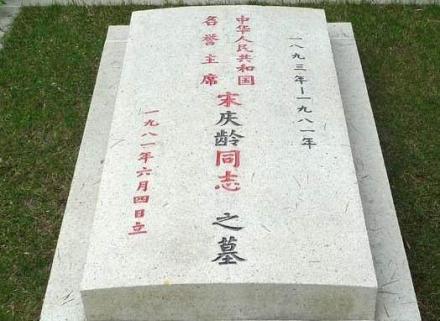 一八九三年—一九八一年
中华人民共和国
名誉主席
宋庆龄同志之墓
一九八一年六月四日立